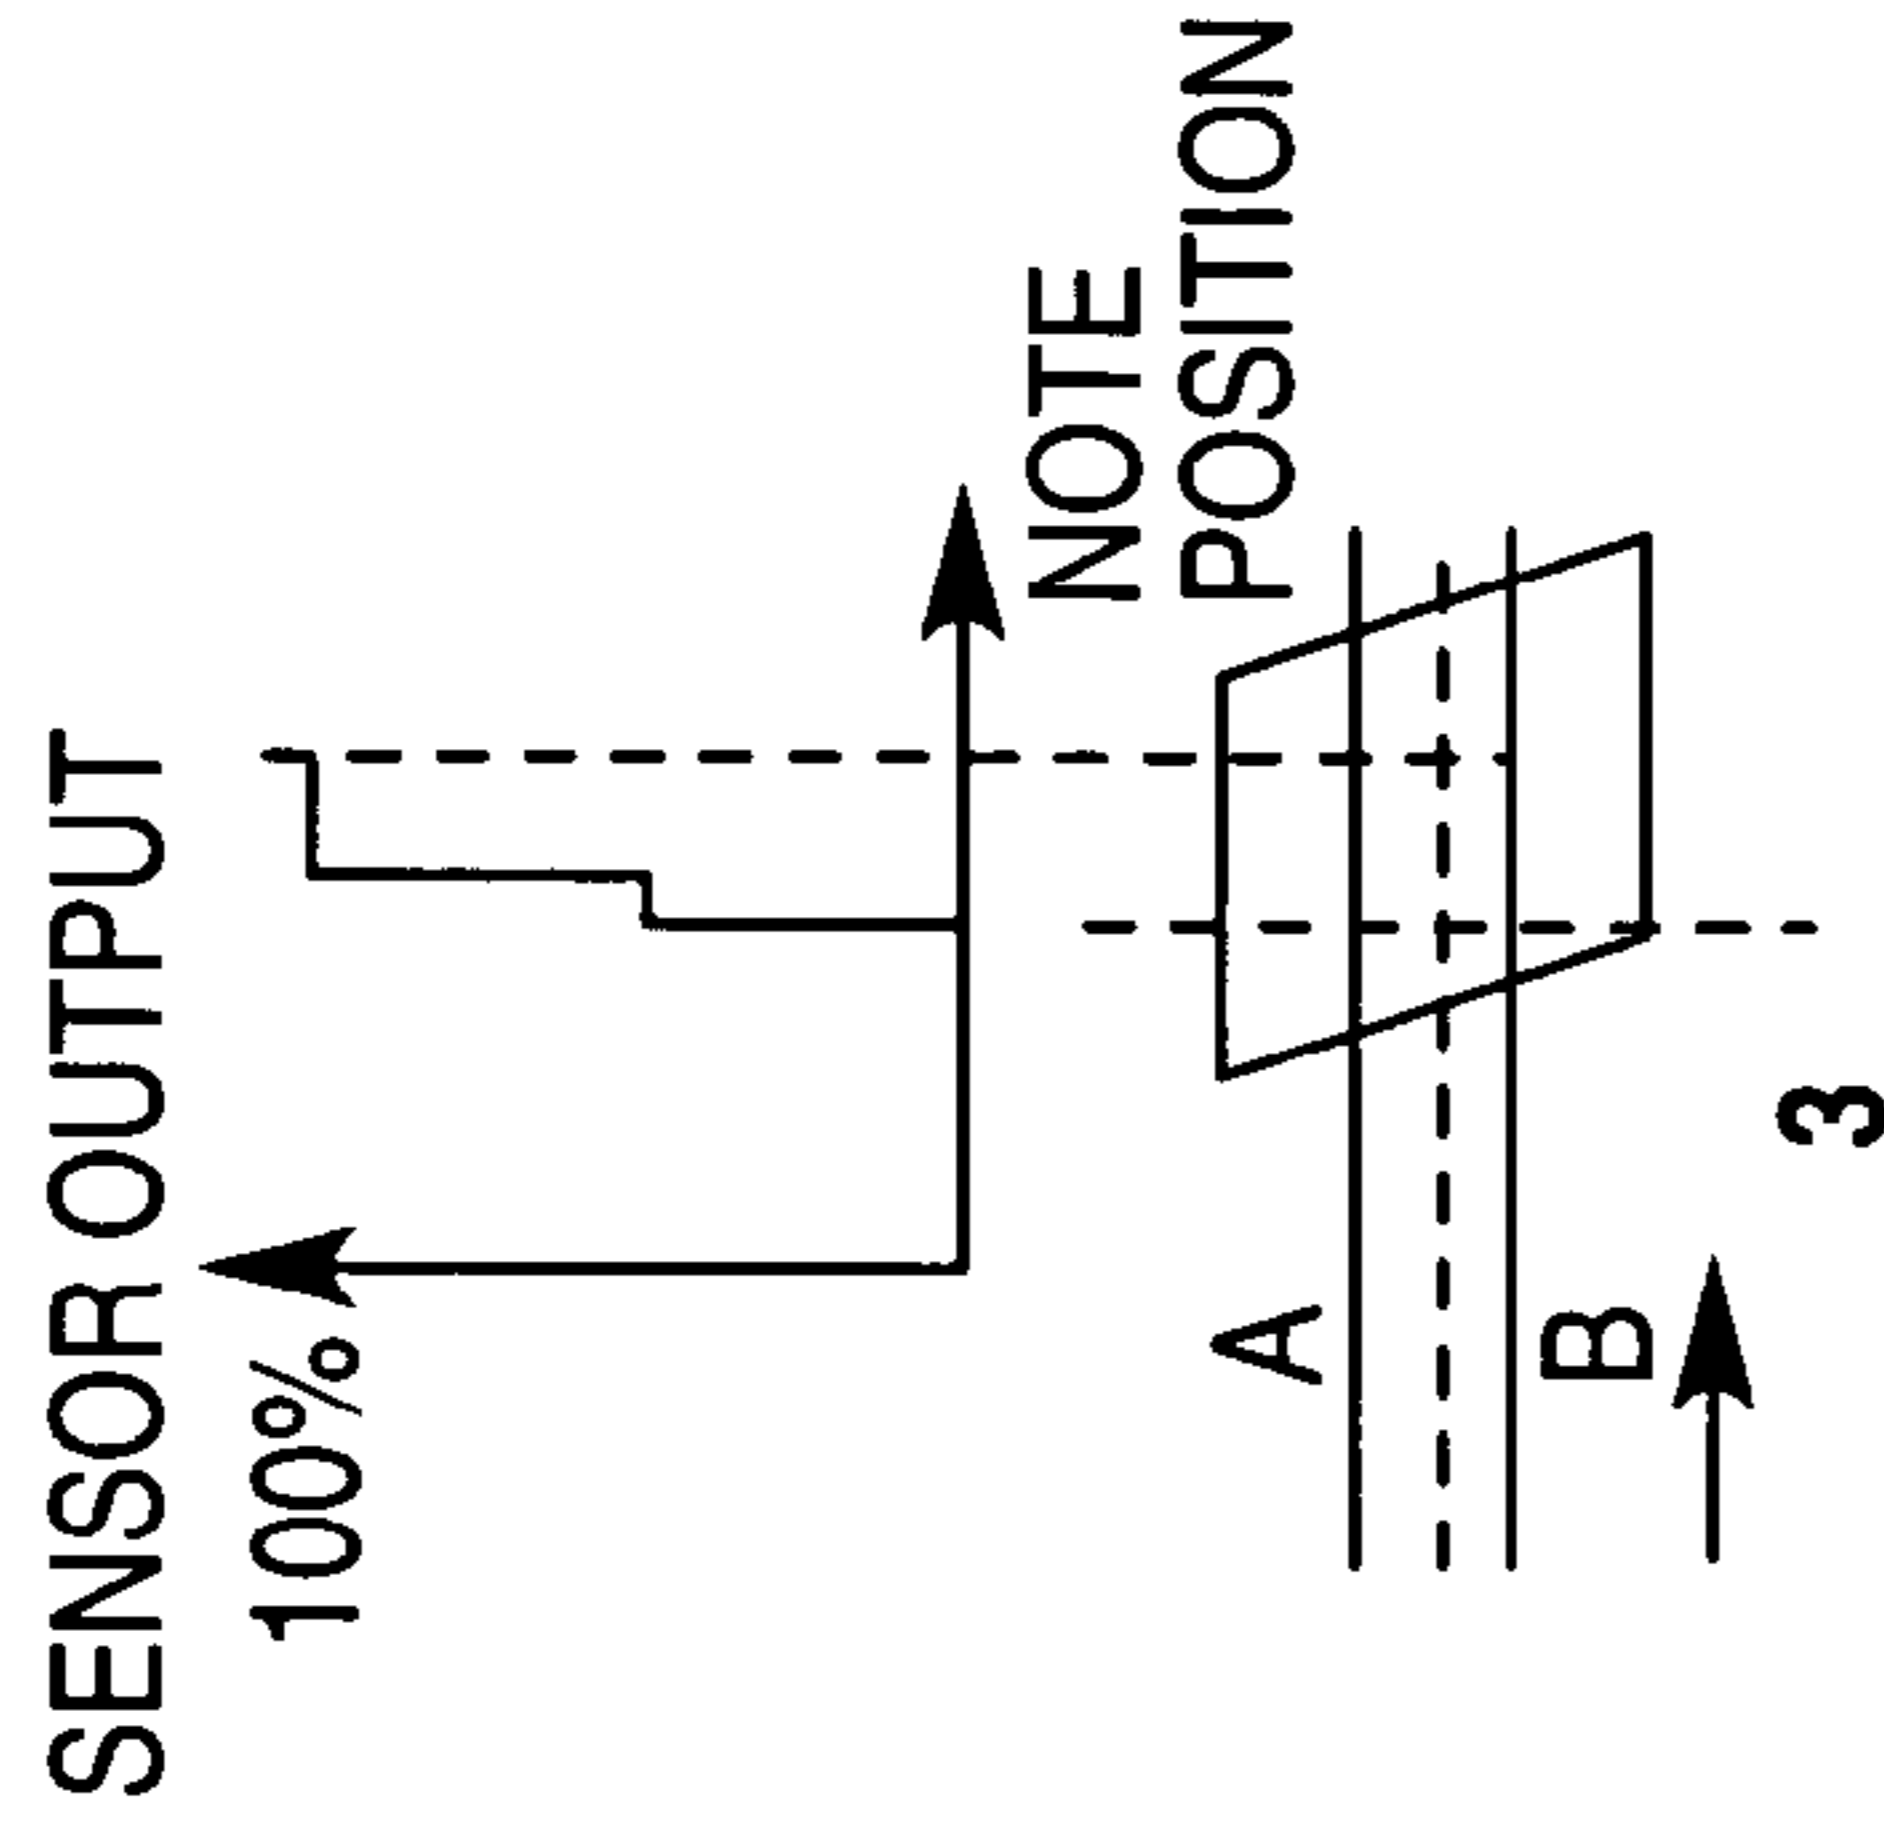 SENSOR OUTPUT
100%
NOTE
POSITION
A
B
3